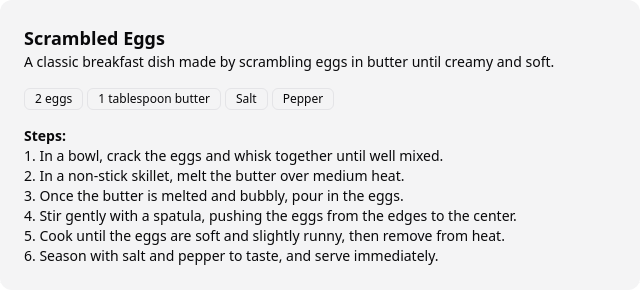 Scrambled Eggs
A classic breakfast dish made by scrambling eggs in butter until creamy and soft.
2 eggs 1 tablespoon butter Salt Pepper
Steps:
1. In a bowl, crack the eggs and whisk together until well mixed.
2. In a non-stick skillet, melt the butter over medium heat.
3. Once the butter is melted and bubbly, pour in the eggs.
4. Stir gently with a spatula, pushing the eggs from the edges to the center.
5. Cook until the eggs are soft and slightly runny, then remove from heat.
6. Season with salt and pepper to taste, and serve immediately.